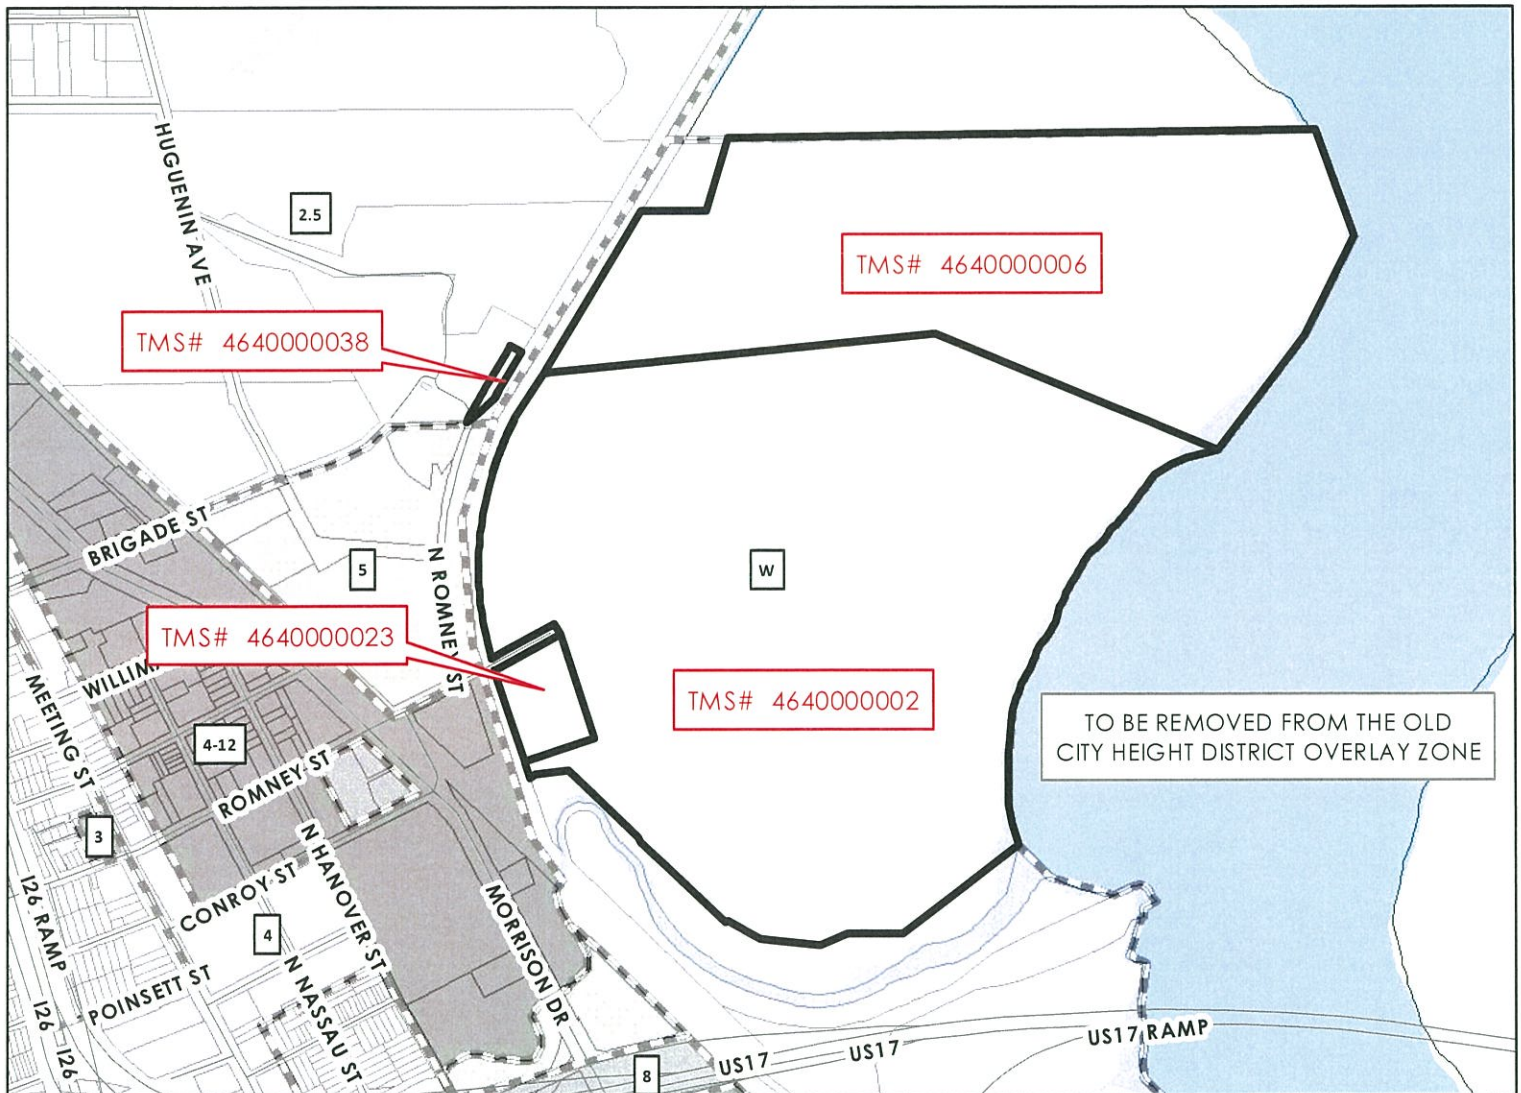 HUGUENIN AVE
2.5
TMS# 4640000006
TMS# 4640000038
BRIGADE ST
5
N ROMNEY ST
W
TMS# 4640000023
TMS# 4640000002
MEETING ST
4-12
TO BE REMOVED FROM THE OLD
CITY HEIGHT DISTRICT OVERLAY ZONE
ROMNEY ST
3
N HANOVER ST
CONROY ST
MORRISON DR
I26 RAMP
4
POINSETT ST
N NASSAU ST
I26
I26
US17
US17
US17 RAMP
8